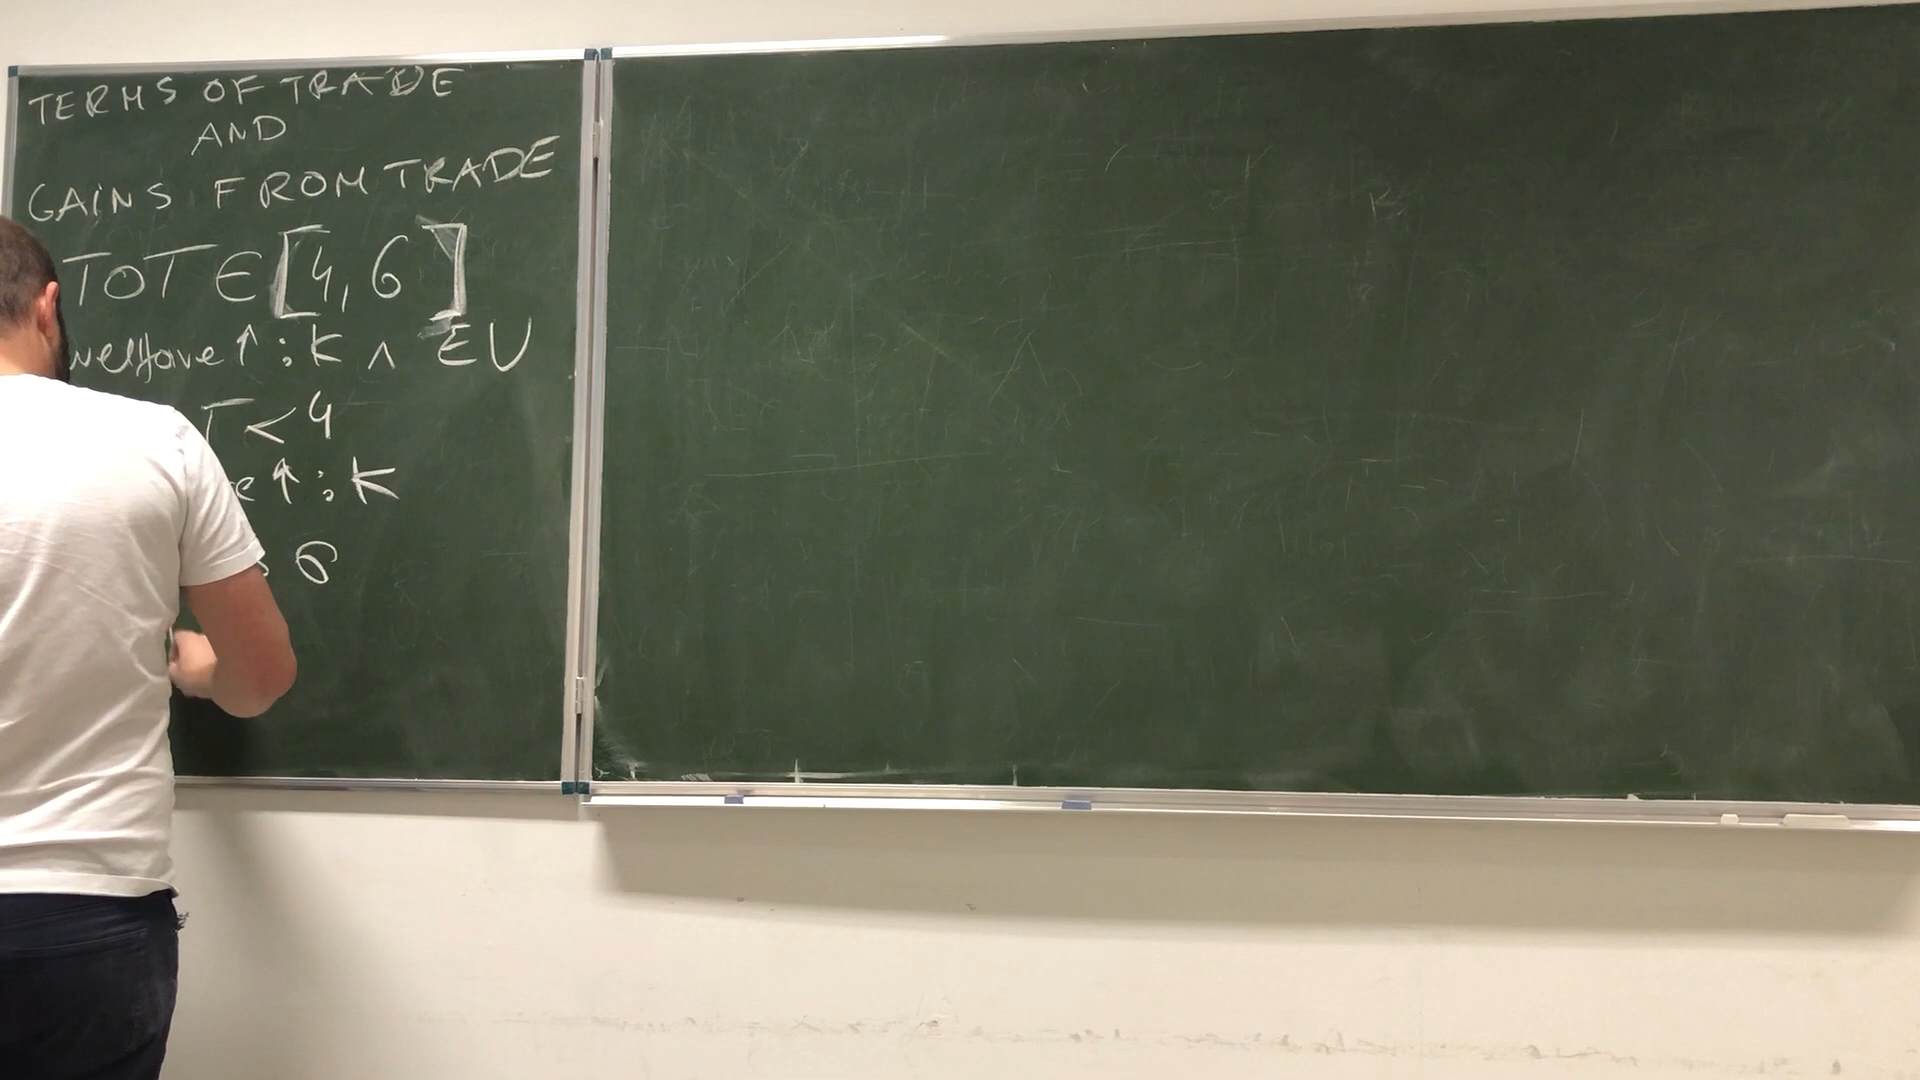 TERMS OF TRADE
AND
GAINS FROM TRADE
TOT ∈ [4,6]
welfare ↑ : K ∧ EU
T < 4
e ↑ : K
6